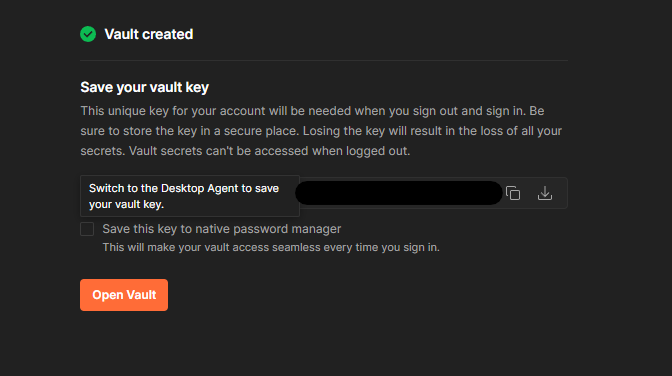 Vault created
Save your vault key
This unique key for your account will be needed when you sign out and sign in. Be
sure to store the key in a secure place. Losing the key will result in the loss of all your
secrets. Vault secrets can't be accessed when logged out.
Switch to the Desktop Agent to save
your vault key.
Save this key to native password manager
This will make your vault access seamless every time you sign in.
Open Vault